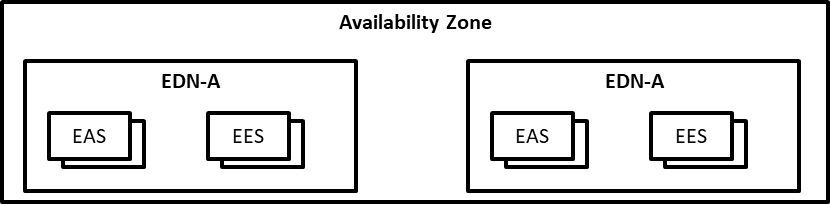 Availability Zone
EDN-A
EAS
EES
EDN-A
EAS
EES